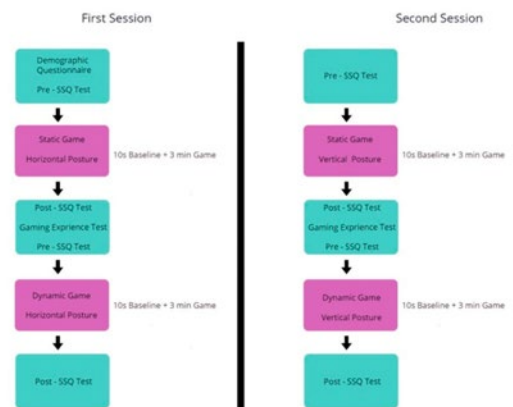 First Session
Demographic
Questionnaire
Pre - SSQ Test
Static Game
Horizontal Posture
10s Baseline + 3 min Game
Post - SSQ Test
Gaming Exprience Test
Pre - SSQ Test
Dynamic Game
Horizontal Posture
10s Baseline + 3 min Game
Post - SSQ Test
Second Session
Pre - SSQ Test
Static Game
Vertical Posture
10s Baseline + 3 min Game
Post - SSQ Test
Gaming Exprience Test
Pre - SSQ Test
Dynamic Game
Vertical Posture
10s Baseline + 3 min Game
Post - SSQ Test